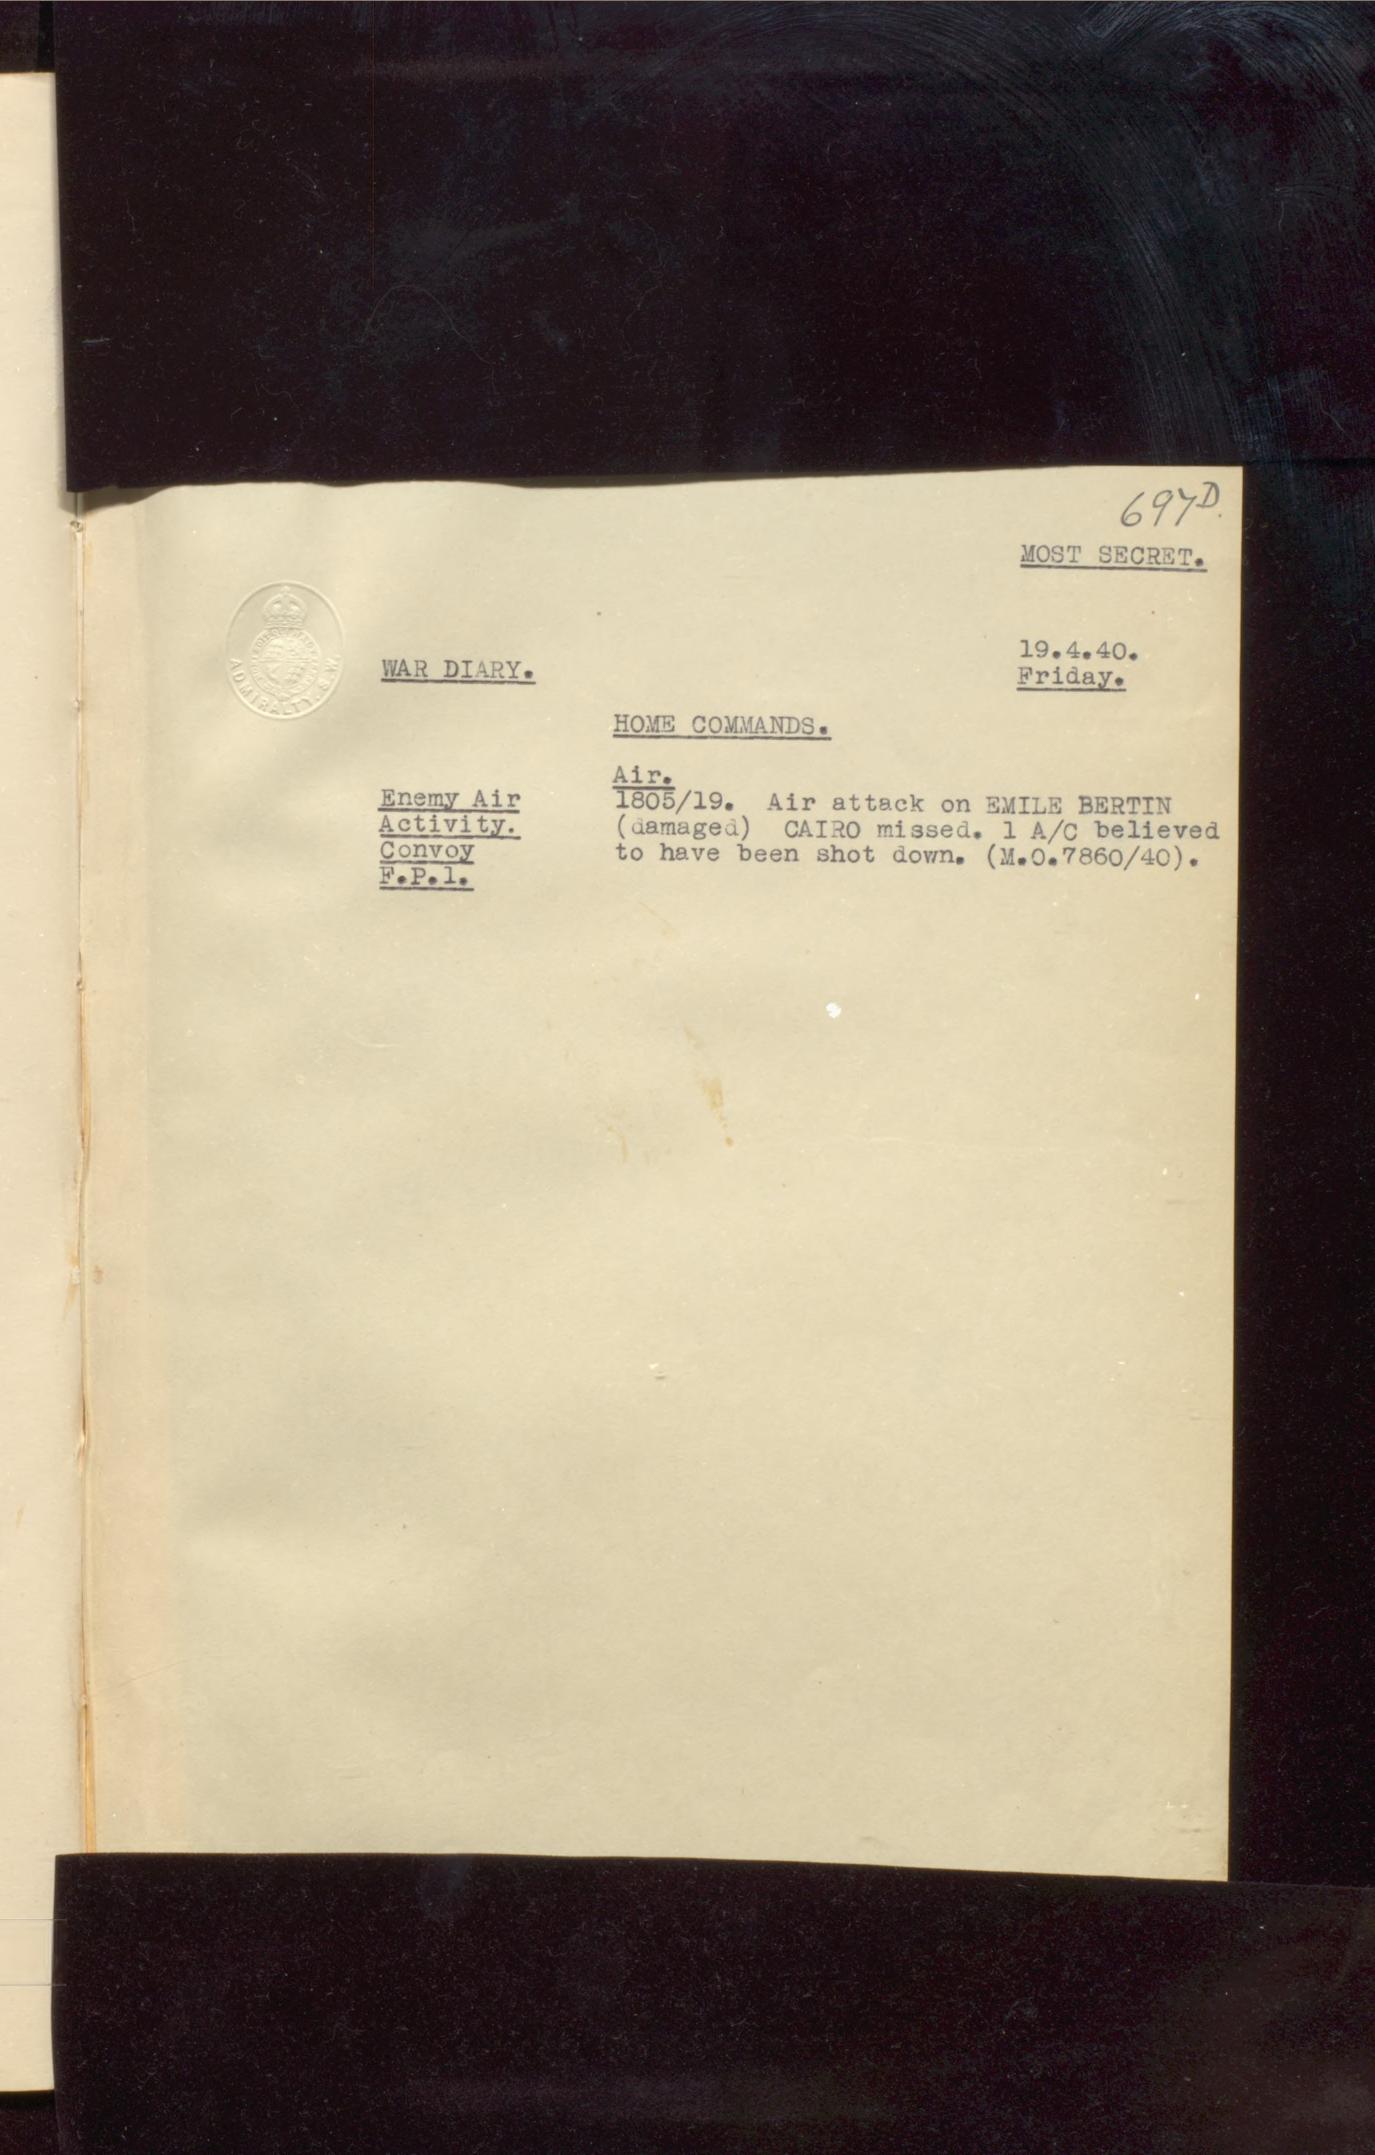 697D.
MOST SECRET.
19.4.40.
WAR DIARY.
Friday.
HOME COMMANDS.
Air.
Enemy Air
Activity.
Convoy
F.P.1.
1805/19. Air attack on EMILE BERTIN
(damaged) CAIRO missed. 1 A/C believed
to have been shot down. (M.O.7860/40).
ADMIRALTY. S.W.